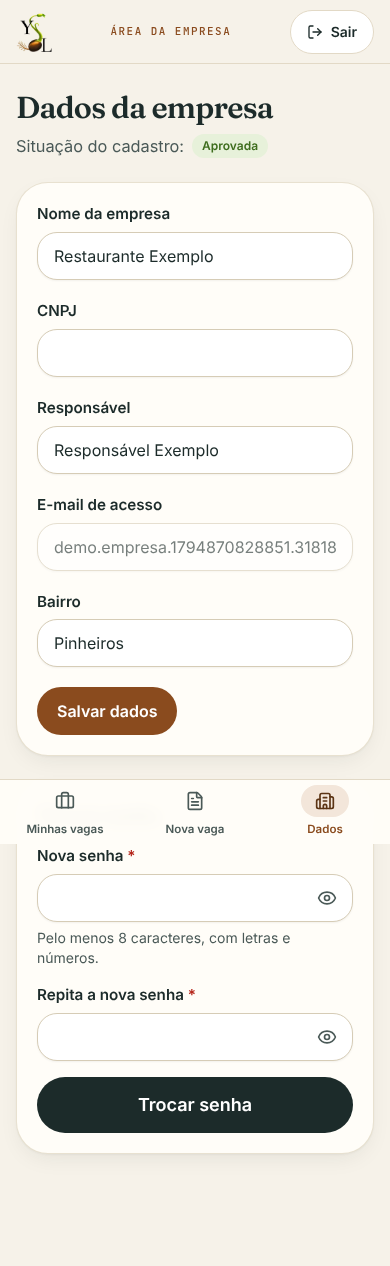 YSL
ÁREA DA EMPRESA
Sair
Dados da empresa
Situação do cadastro: Aprovada
Nome da empresa
Restaurante Exemplo
CNPJ
Responsável
Responsável Exemplo
E-mail de acesso
demo.empresa.1794870828851.31818
Bairro
Pinheiros
Salvar dados
Minhas vagas
Nova vaga
Dados
Nova senha *
Pelo menos 8 caracteres, com letras e
números.
Repita a nova senha *
Trocar senha